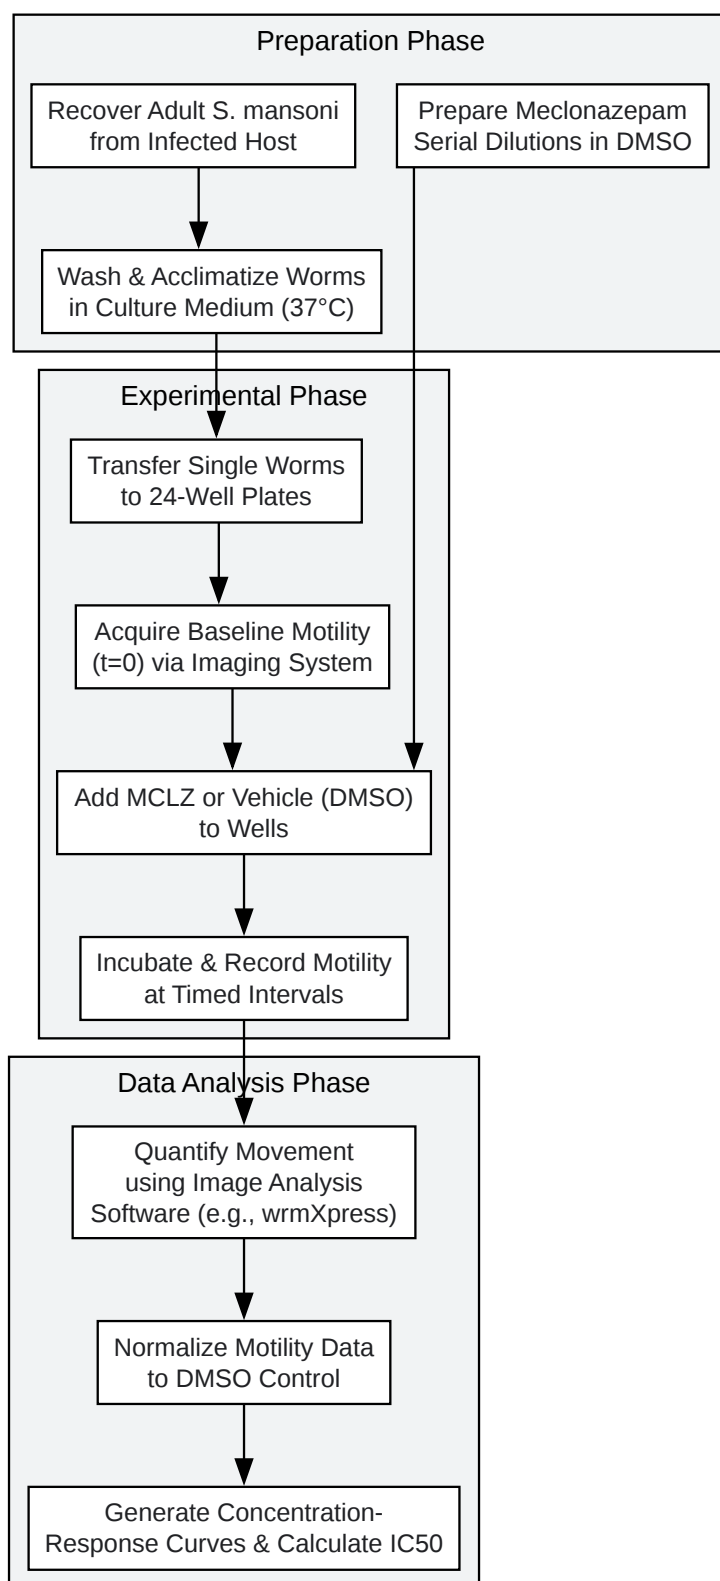 Preparation Phase
Recover Adult S. mansoni
from Infected Host
Prepare Meclonazepam
Serial Dilutions in DMSO
Wash & Acclimatize Worms
in Culture Medium (37°C)
Experimental Phase
Transfer Single Worms
to 24-Well Plates
Acquire Baseline Motility
(t=0) via Imaging System
Add MCLZ or Vehicle (DMSO)
to Wells
Incubate & Record Motility
at Timed Intervals
Data Analysis Phase
Quantify Movement
using Image Analysis
Software (e.g., wrmXpress)
Normalize Motility Data
to DMSO Control
Generate Concentration-
Response Curves & Calculate IC50